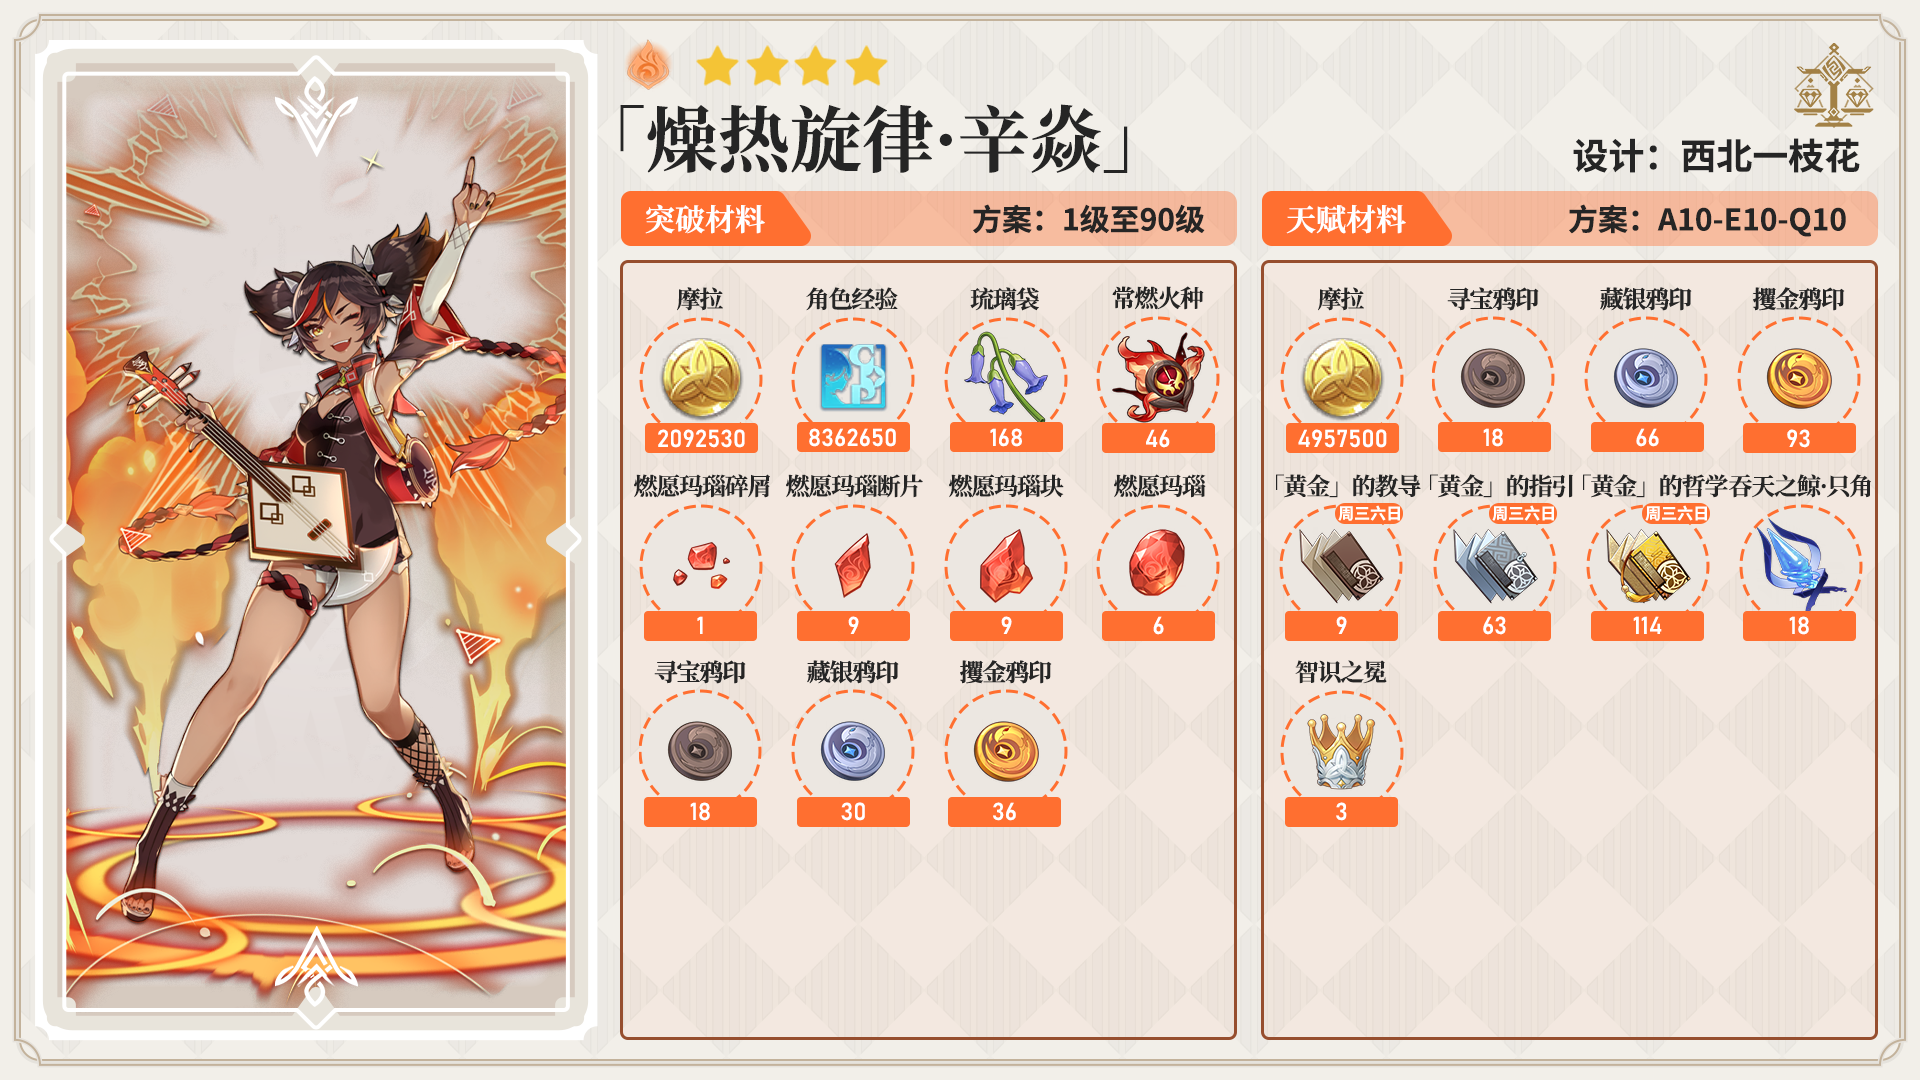 「燥热旋律·辛焱」
设计：西北一枝花
突破材料
方案：1级至90级
摩拉
角色经验
琉璃袋
常燃火种
2092530
8362650
168
46
燃愿玛瑙碎屑
燃愿玛瑙断片
燃愿玛瑙块
燃愿玛瑙
1
9
9
6
寻宝鸦印
藏银鸦印
攫金鸦印
18
30
36
天赋材料
方案：A10-E10-Q10
摩拉
寻宝鸦印
藏银鸦印
攫金鸦印
4957500
18
66
93
「黄金」的教导
「黄金」的指引
「黄金」的哲学
吞天之鲸·只角
周三六日
周三六日
周三六日
9
63
114
18
智识之冕
3